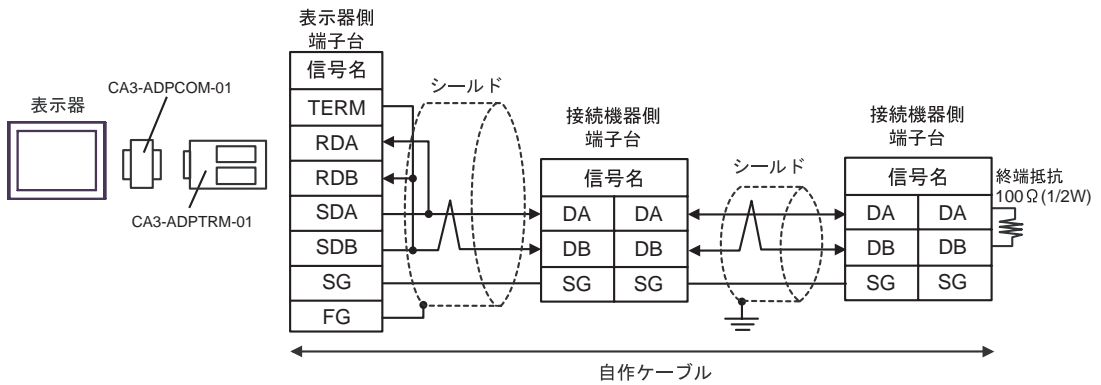 表示器
CA3-ADPCOM-01
CA3-ADPTRM-01
表示器側
端子台
信号名
TERM
RDA
RDB
SDA
SDB
SG
FG
シールド
接続機器側
端子台
信号名
DA DA
DB DB
SG SG
シールド
接続機器側
端子台
信号名
DA DA
DB DB
SG SG
終端抵抗
100Ω(1/2W)
自作ケーブル